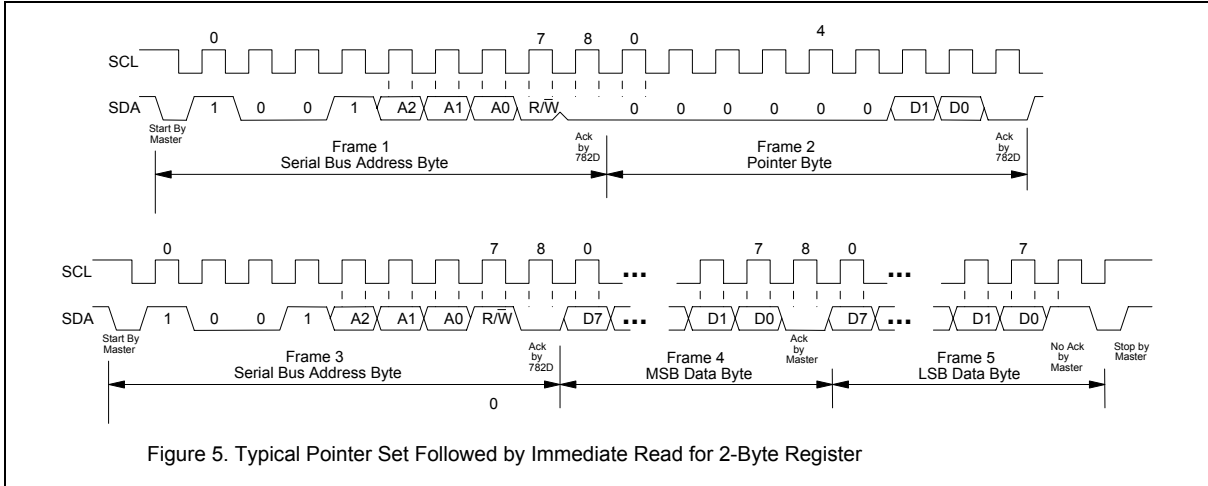 0 7 8 0 4
SCL
SDA 1 0 0 1 A2 A1 A0 R/W̅ 0 0 0 0 0 0 D1 D0
Start By Master
Ack by 782D
Ack by 782D
Frame 1
Serial Bus Address Byte
Frame 2
Pointer Byte
0 7 8 0 7 8 0 7
SCL ... ...
SDA 1 0 0 1 A2 A1 A0 R/W̅ D7 ... D1 D0 D7 ... D1 D0
Start By Master
Ack by 782D
Ack by Master
No Ack by Master
Stop by Master
Frame 3
Serial Bus Address Byte
Frame 4
MSB Data Byte
Frame 5
LSB Data Byte
0
Figure 5. Typical Pointer Set Followed by Immediate Read for 2-Byte Register